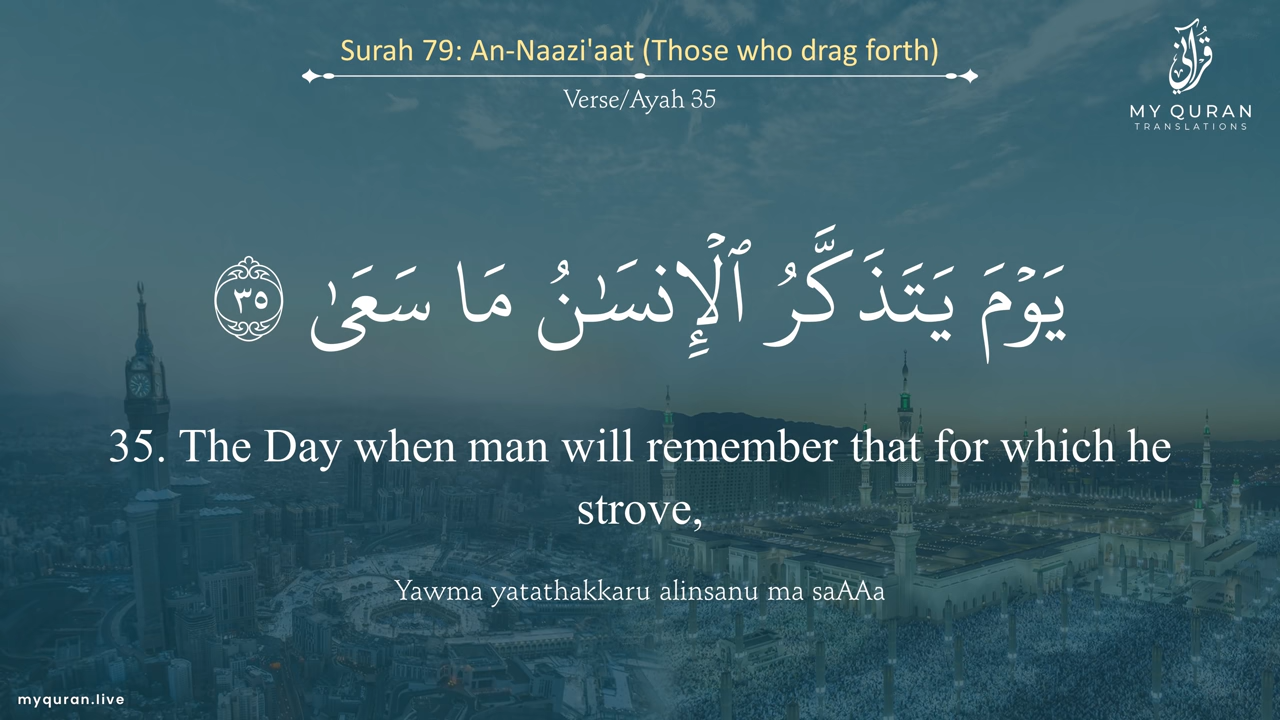 Surah 79: An-Naazi'aat (Those who drag forth)
Verse/Ayah 35
قرآني
MY QURAN
TRANSLATIONS
يَوْمَ يَتَذَكَّرُ ٱلْإِنسَـٰنُ مَا سَعَىٰ ٣٥
35. The Day when man will remember that for which he
strove,
Yawma yatathakkaru alinsanu ma saAAa
myquran.live